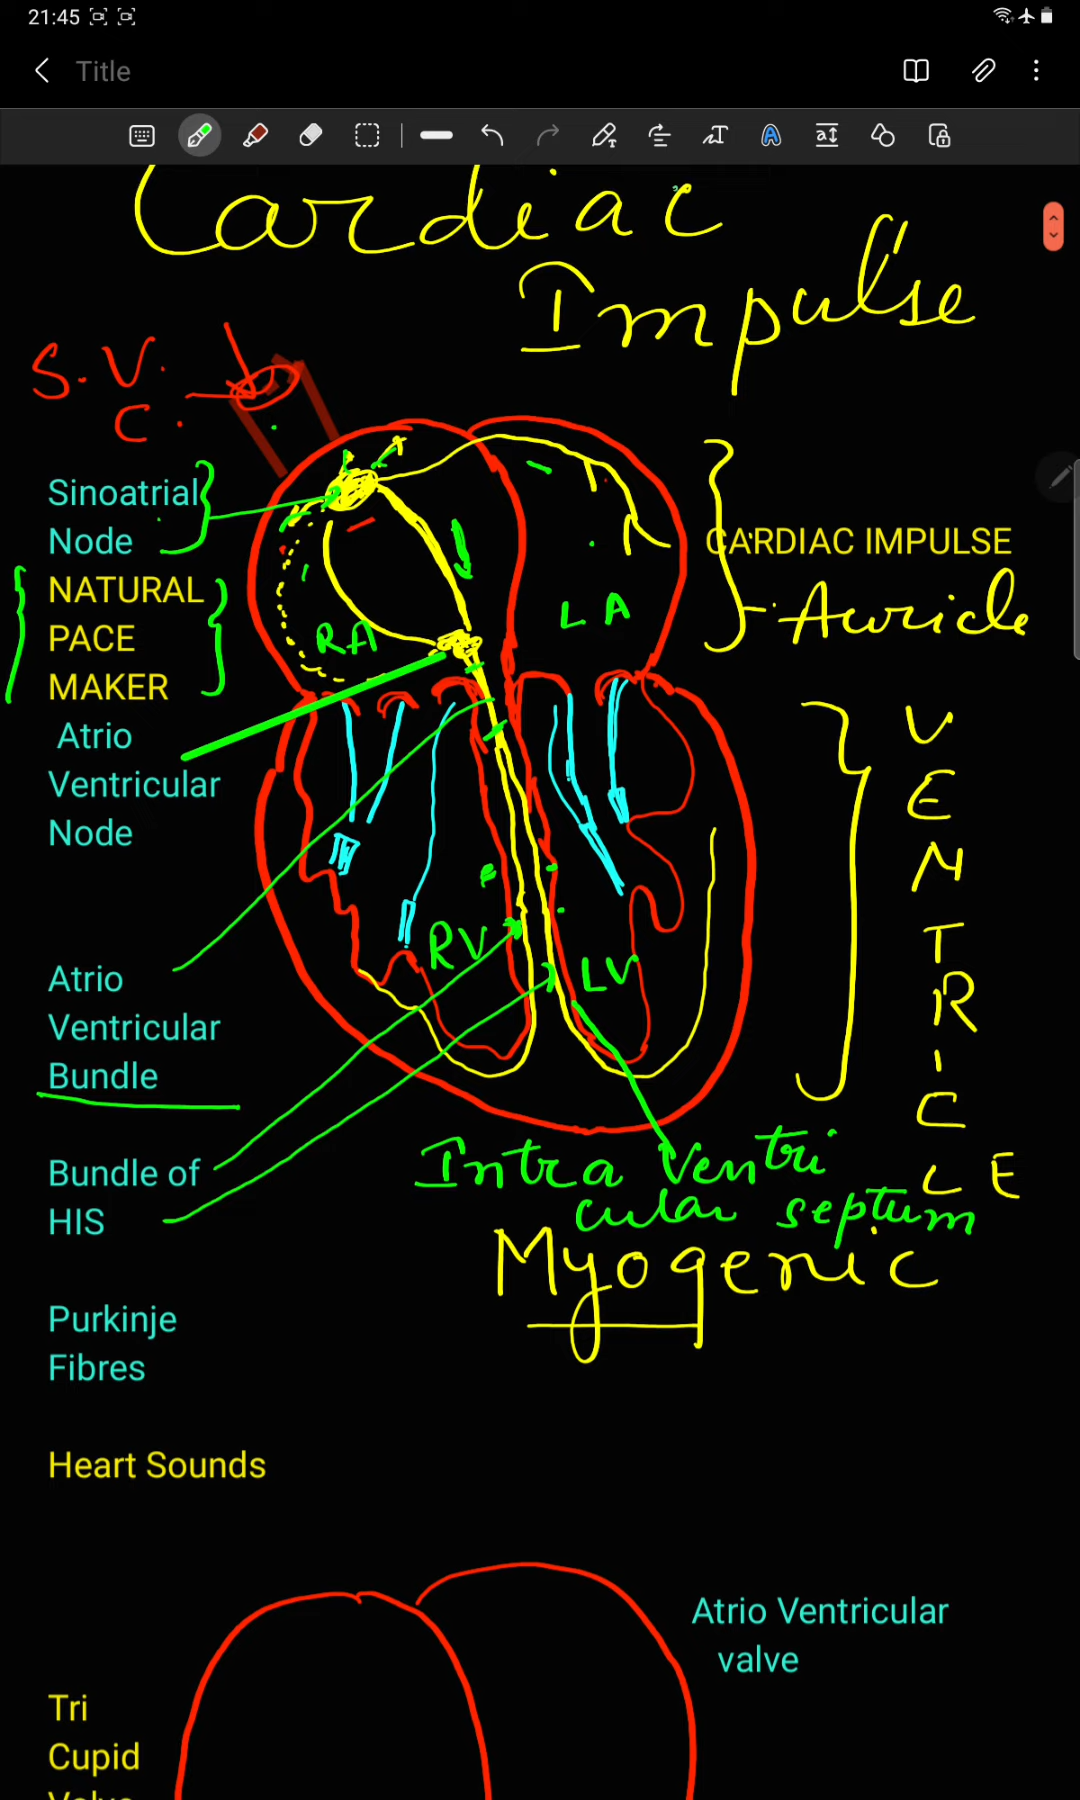 21:45
Title
Cardiac
Impulse
S.V.
C.
Sinoatrial
Node
NATURAL
PACE
MAKER
Atrio
Ventricular
Node
Atrio
Ventricular
Bundle
Bundle of
HIS
Purkinje
Fibres
Heart Sounds
RA
LA
RV
LV
CARDIAC IMPULSE
Auricle
VENTRICLE
Intra Ventri
cular septum
Myogenic
Atrio Ventricular
valve
Tri
Cupid
Valve